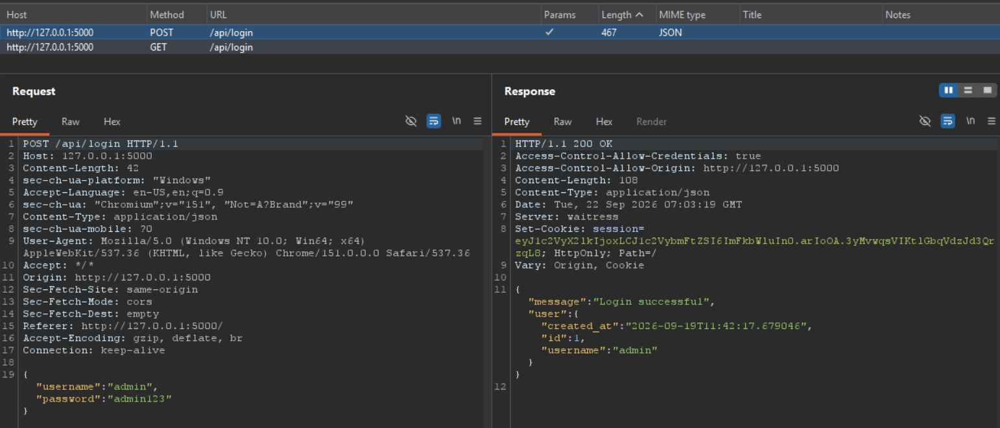 Host Method URL Params Length MIME type Title Notes
http://127.0.0.1:5000 POST /api/login ✓ 467 JSON
http://127.0.0.1:5000 GET /api/login
Request
Pretty Raw Hex
\n
1 POST /api/login HTTP/1.1
2 Host: 127.0.0.1:5000
3 Content-Length: 42
4 sec-ch-ua-platform: "Windows"
5 Accept-Language: en-US,en;q=0.9
6 sec-ch-ua: "Chromium";v="151", "Not=A?Brand";v="99"
7 Content-Type: application/json
8 sec-ch-ua-mobile: ?0
9 User-Agent: Mozilla/5.0 (Windows NT 10.0; Win64; x64)
AppleWebKit/537.36 (KHTML, like Gecko) Chrome/151.0.0.0 Safari/537.36
10 Accept: */*
11 Origin: http://127.0.0.1:5000
12 Sec-Fetch-Site: same-origin
13 Sec-Fetch-Mode: cors
14 Sec-Fetch-Dest: empty
15 Referer: http://127.0.0.1:5000/
16 Accept-Encoding: gzip, deflate, br
17 Connection: keep-alive
18
19 {
"username":"admin",
"password":"admin123"
}
Response
Pretty Raw Hex Render
\n
1 HTTP/1.1 200 OK
2 Access-Control-Allow-Credentials: true
3 Access-Control-Allow-Origin: http://127.0.0.1:5000
4 Content-Length: 108
5 Content-Type: application/json
6 Date: Tue, 22 Sep 2026 07:03:19 GMT
7 Server: waitress
8 Set-Cookie: session=
eyJ1c2VyX2lkIjoxLCJ1c2VybmFtZSI6ImFkbWluIn0.arIoOA.3yMvwqsVIKtlGbqVdzJd3Qr
zqL8; HttpOnly; Path=/
9 Vary: Origin, Cookie
10
11 {
"message":"Login successful",
"user":{
"created_at":"2026-09-19T11:42:17.679046",
"id":1,
"username":"admin"
}
}
12